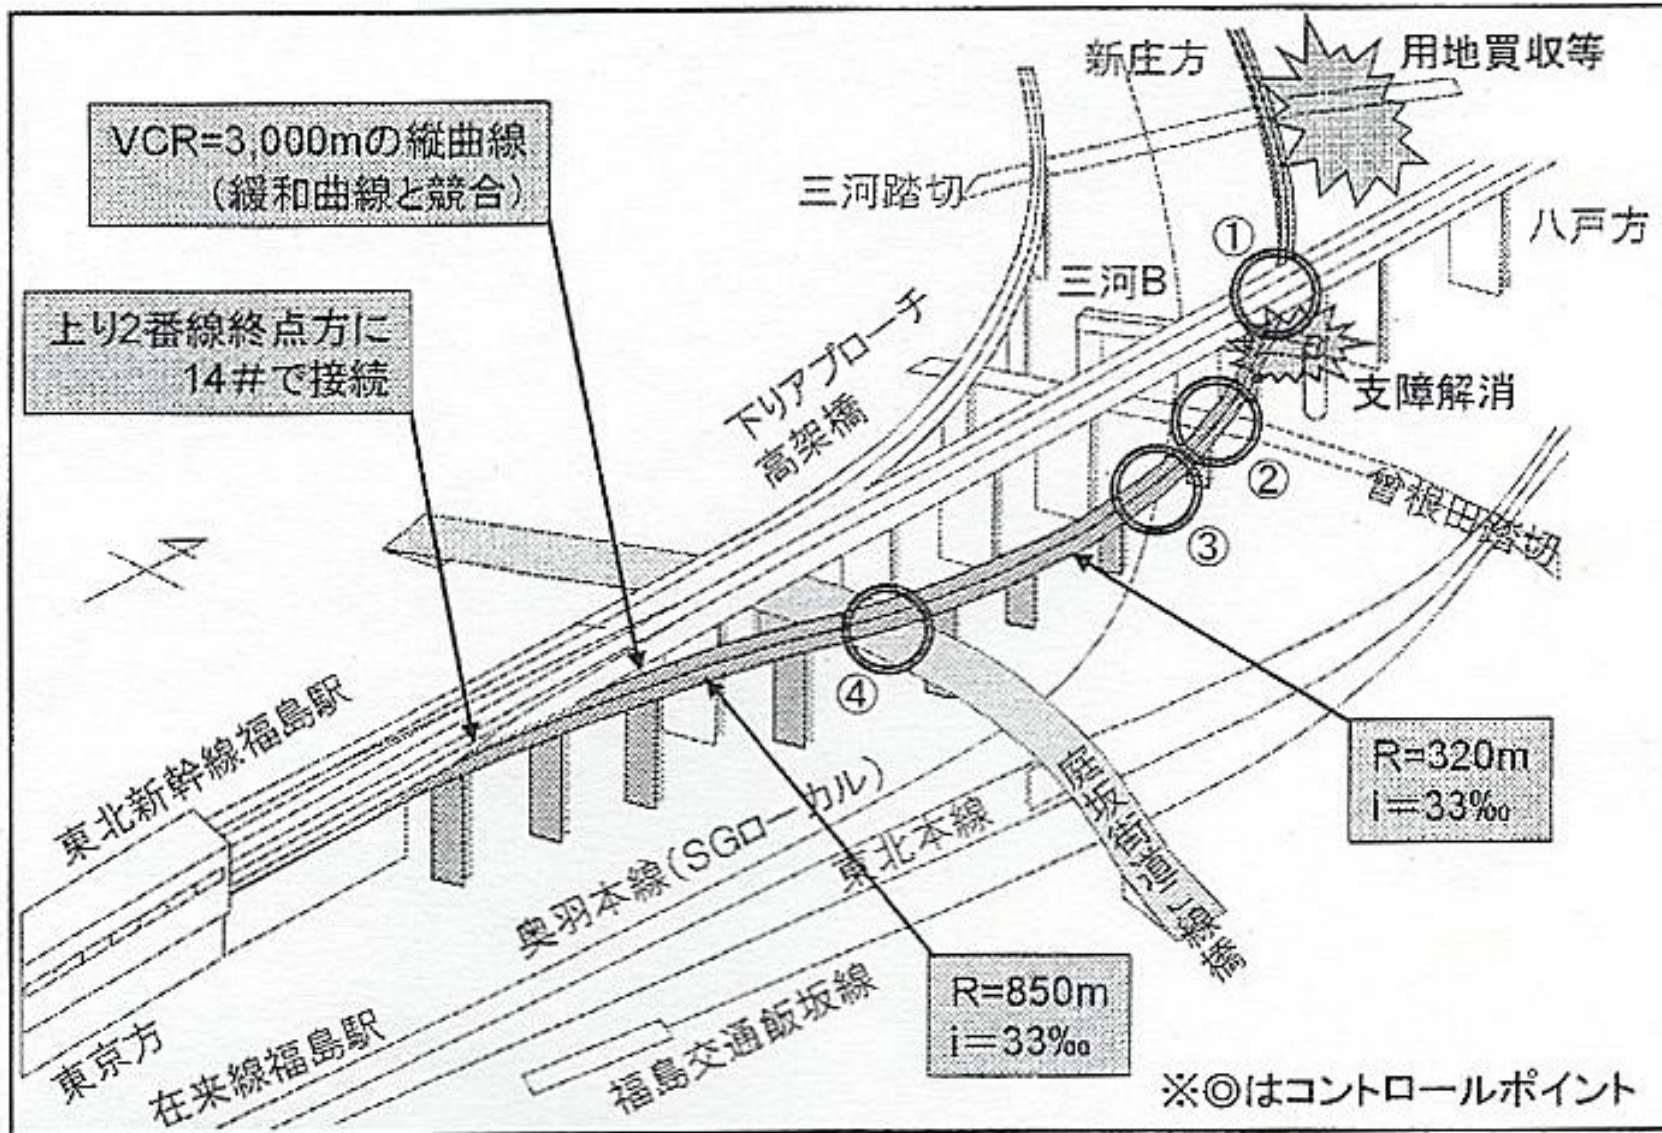 新庄方
用地買収等
VCR=3,000mの縦曲線
(緩和曲線と競合)
三河踏切
八戸方
①
三河B
上り2番線終点方に
14#で接続
下りアプローチ
高架橋
支障解消
②
曾根田踏切
③
④
東北新幹線福島駅
R=320m
i=33‰
奥羽本線(SGローカル)
東北本線
庭坂街道こ線橋
R=850m
i=33‰
東京方
在来線福島駅
福島交通飯坂線
※◎はコントロールポイント